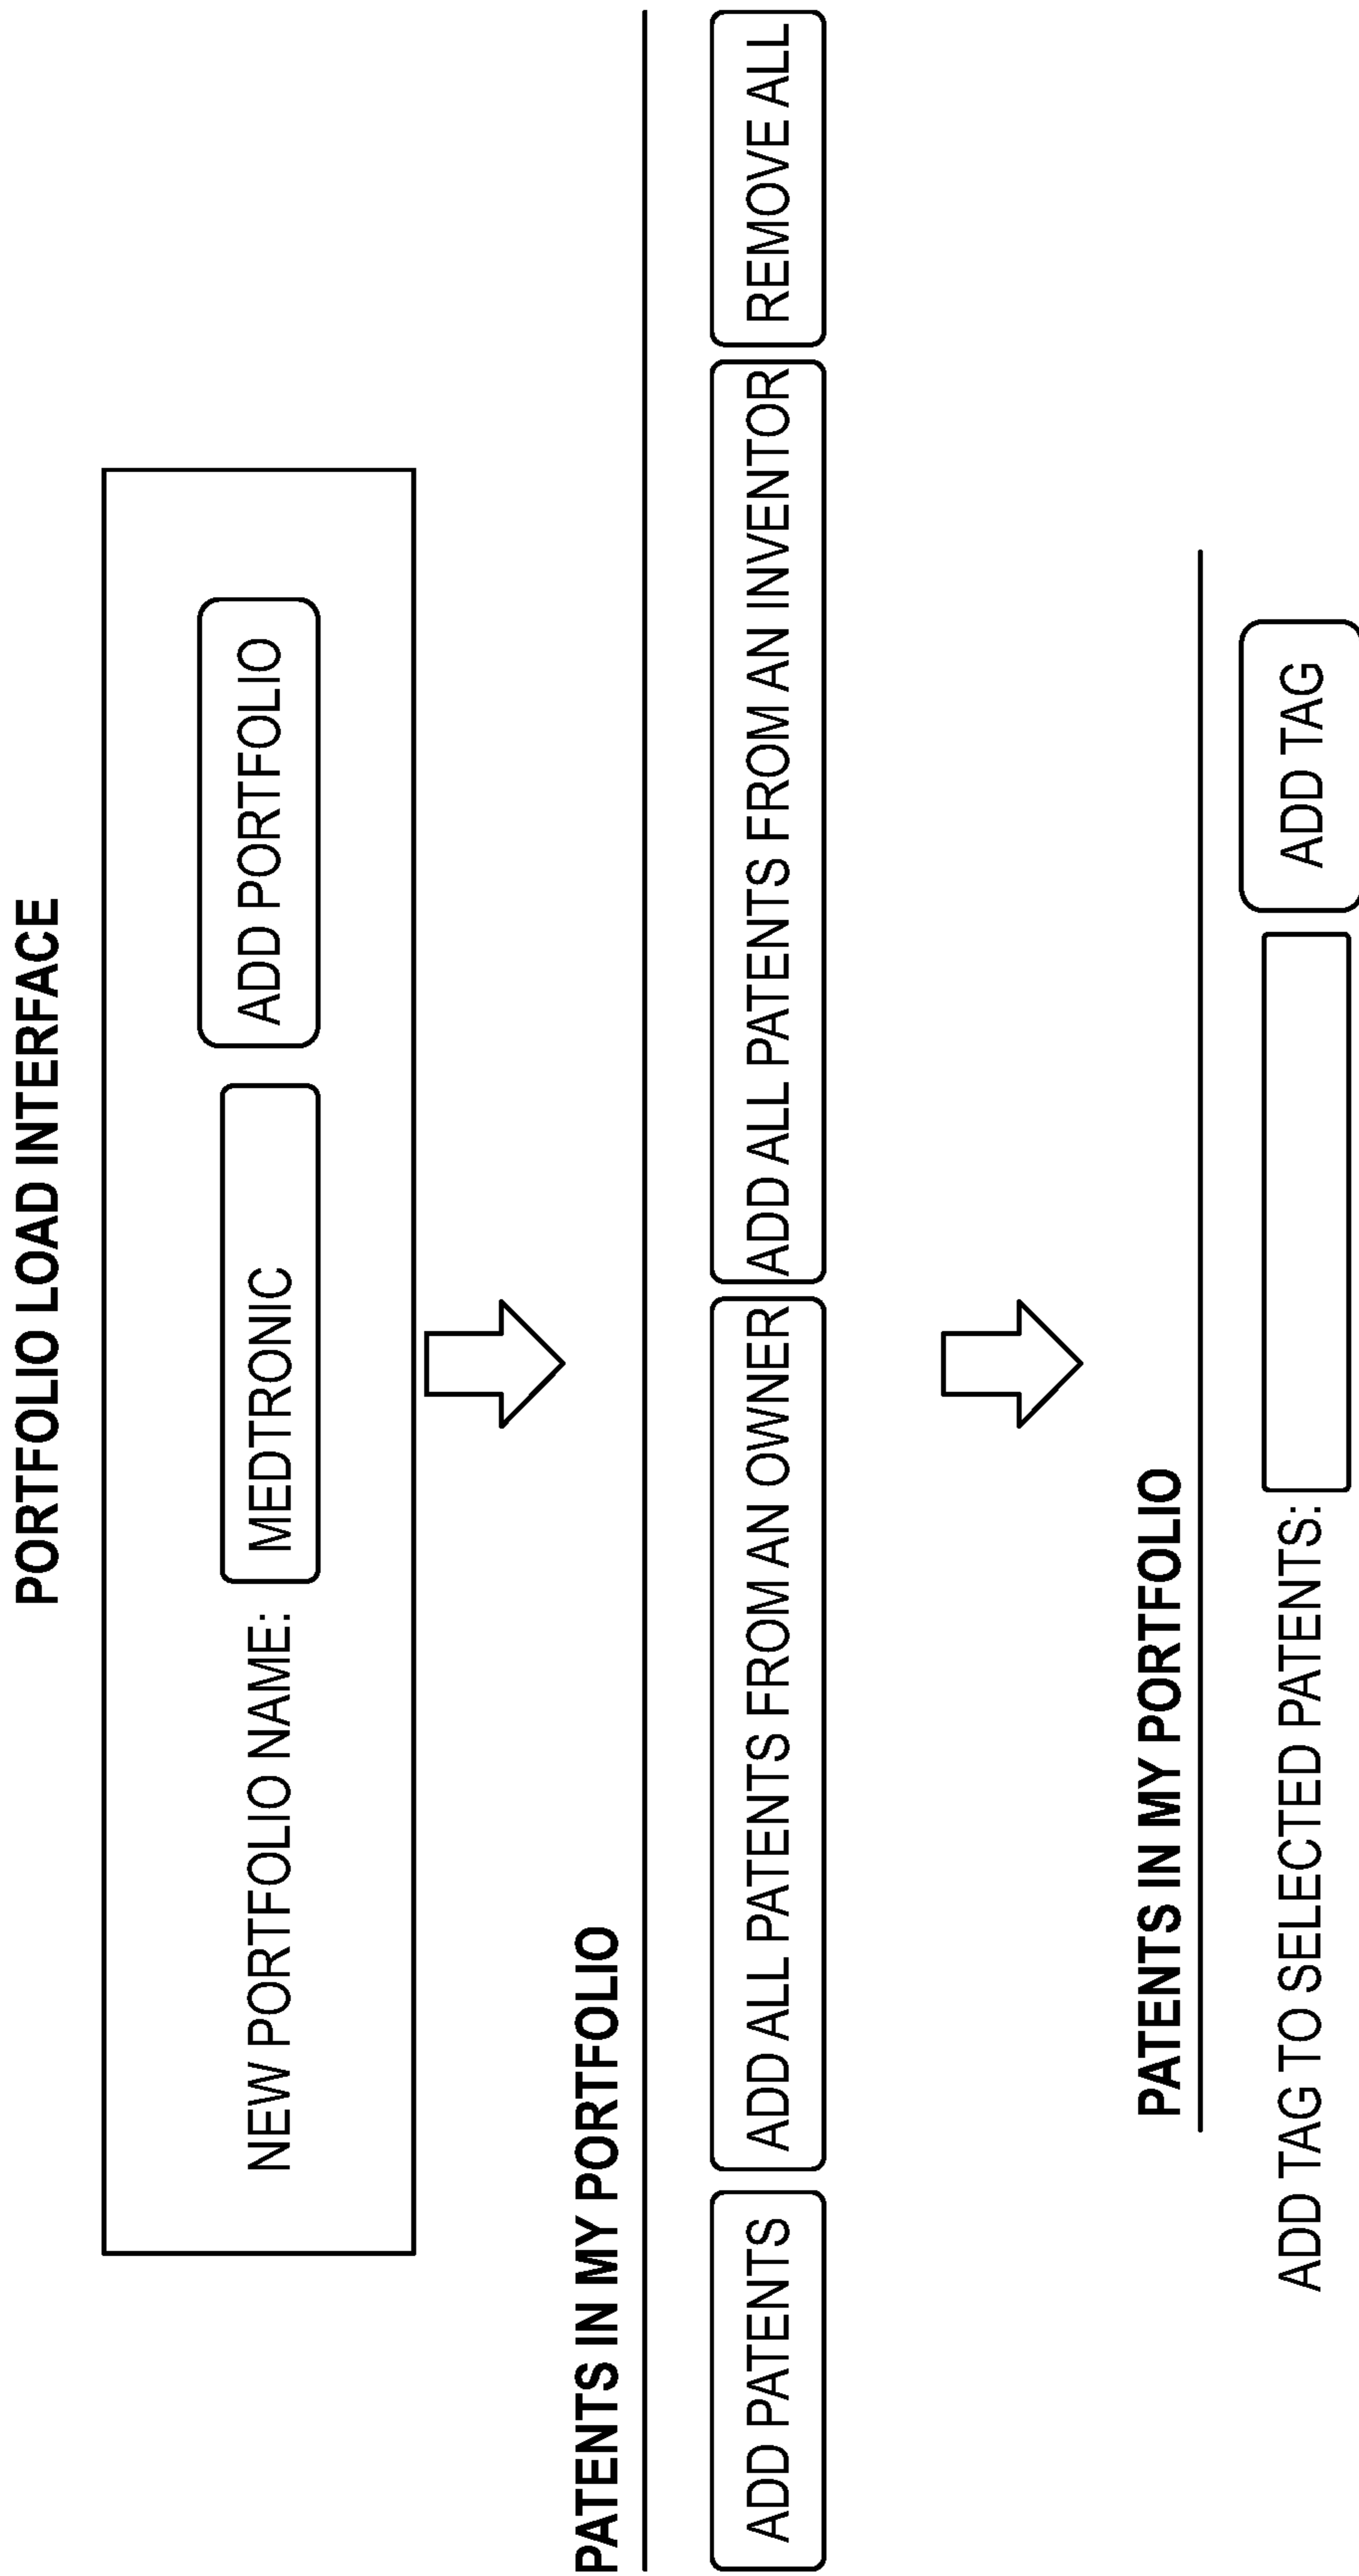 PORTFOLIO LOAD INTERFACE
NEW PORTFOLIO NAME: MEDTRONIC ADD PORTFOLIO
PATENTS IN MY PORTFOLIO
ADD PATENTS ADD ALL PATENTS FROM AN OWNER ADD ALL PATENTS FROM AN INVENTOR REMOVE ALL
PATENTS IN MY PORTFOLIO
ADD TAG TO SELECTED PATENTS: ADD TAG